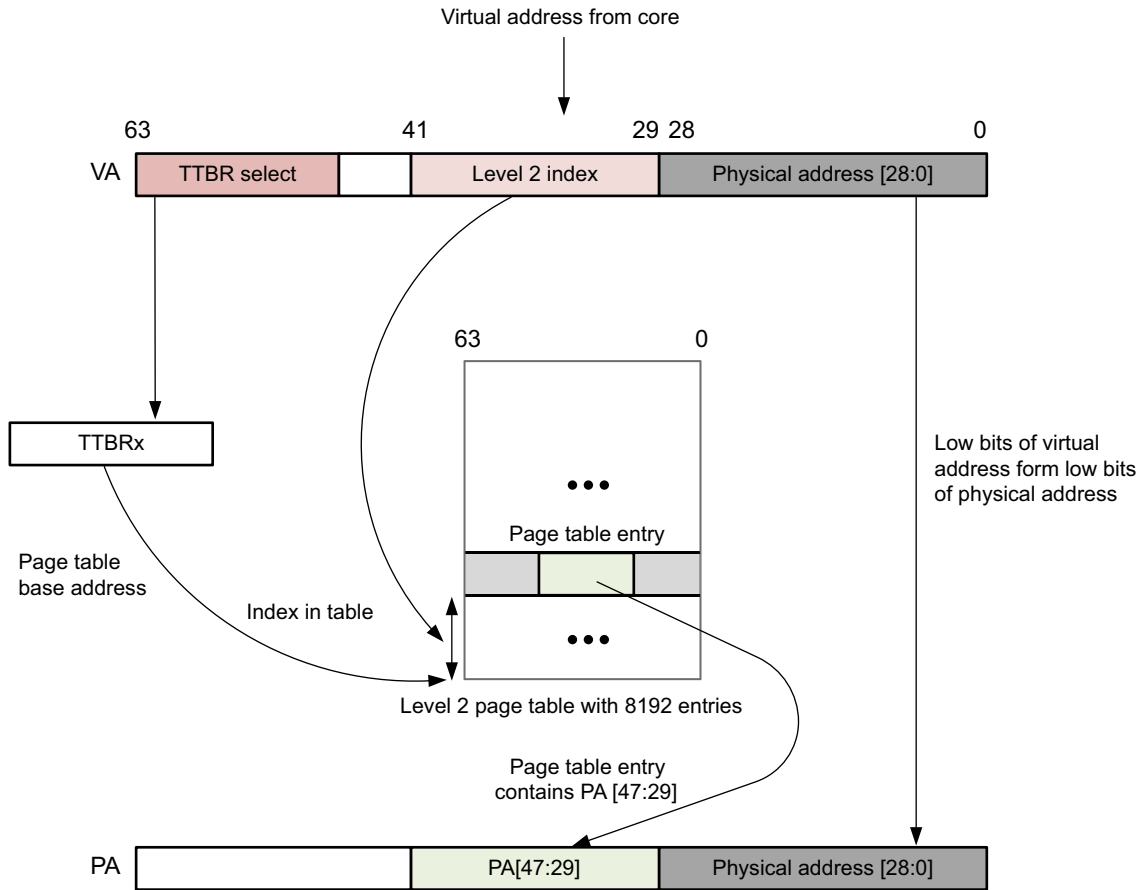 Virtual address from core
63 41 29 28 0
VA TTBR select Level 2 index Physical address [28:0]
63 0
TTBRx
Low bits of virtual
address form low bits
of physical address
•••
Page table entry
Page table
base address
Index in table
•••
Level 2 page table with 8192 entries
Page table entry
contains PA [47:29]
PA PA[47:29] Physical address [28:0]